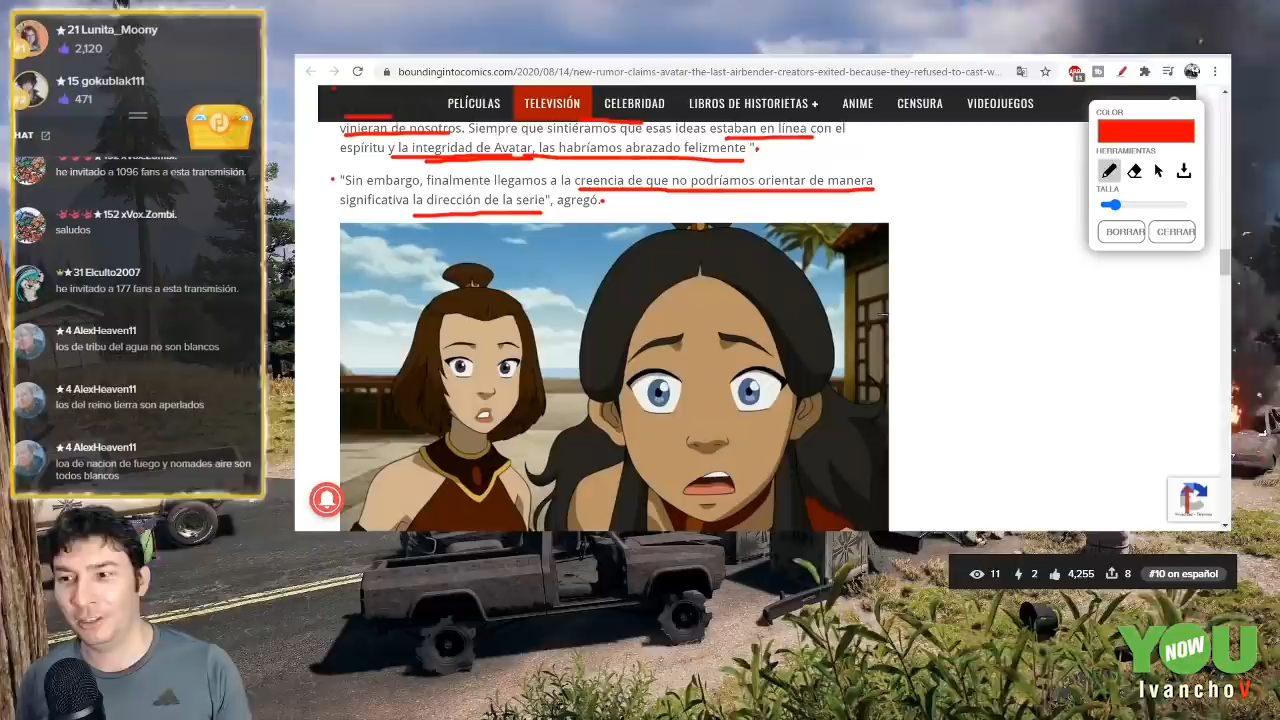 ★21 Lunita_Moony
#1
2,120
★15 gokublak111
#2
471
HAT
★152 xVox.Zombi.
he invitado a 1096 fans a esta transmisión.
★152 xVox.Zombi.
saludos
★31 Elculto2007
he invitado a 177 fans a esta transmisión.
★4 AlexHeaven11
los de tribu del agua no son blancos
★4 AlexHeaven11
los del reino tierra son aperlados
★4 AlexHeaven11
loa de nacion de fuego y nomades aire son
todos blancos
boundingintocomics.com/2020/08/14/new-rumor-claims-avatar-the-last-airbender-creators-exited-because-they-refused-to-cast-w...
PELÍCULAS TELEVISIÓN CELEBRIDAD LIBROS DE HISTORIETAS + ANIME CENSURA VIDEOJUEGOS
vinieran de nosotros. Siempre que sintiéramos que esas ideas estaban en línea con el
espíritu y la integridad de Avatar, las habríamos abrazado felizmente ".
"Sin embargo, finalmente llegamos a la creencia de que no podríamos orientar de manera
significativa la dirección de la serie", agregó.
COLOR
HERRAMIENTAS
TALLA
BORRAR CERRAR
11 2 4,255 8 #10 on español
YOU
NOW
IvanchoV